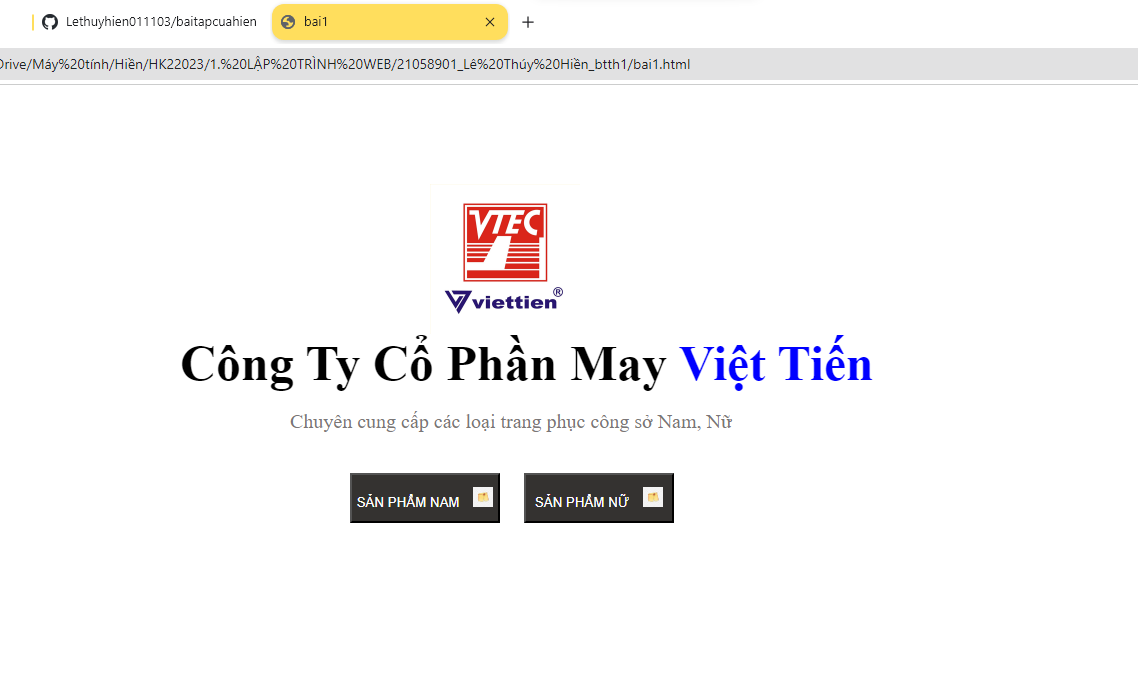 Lethuyhien011103/baitapcuahien bai1
Drive/Máy%20tính/Hiền/HK22023/1.%20LẬP%20TRÌNH%20WEB/21058901_Lê%20Thúy%20Hiền_btth1/bai1.html
VTEC
viettien®
Công Ty Cổ Phần May Việt Tiến
Chuyên cung cấp các loại trang phục công sở Nam, Nữ
SẢN PHẨM NAM SẢN PHẨM NỮ